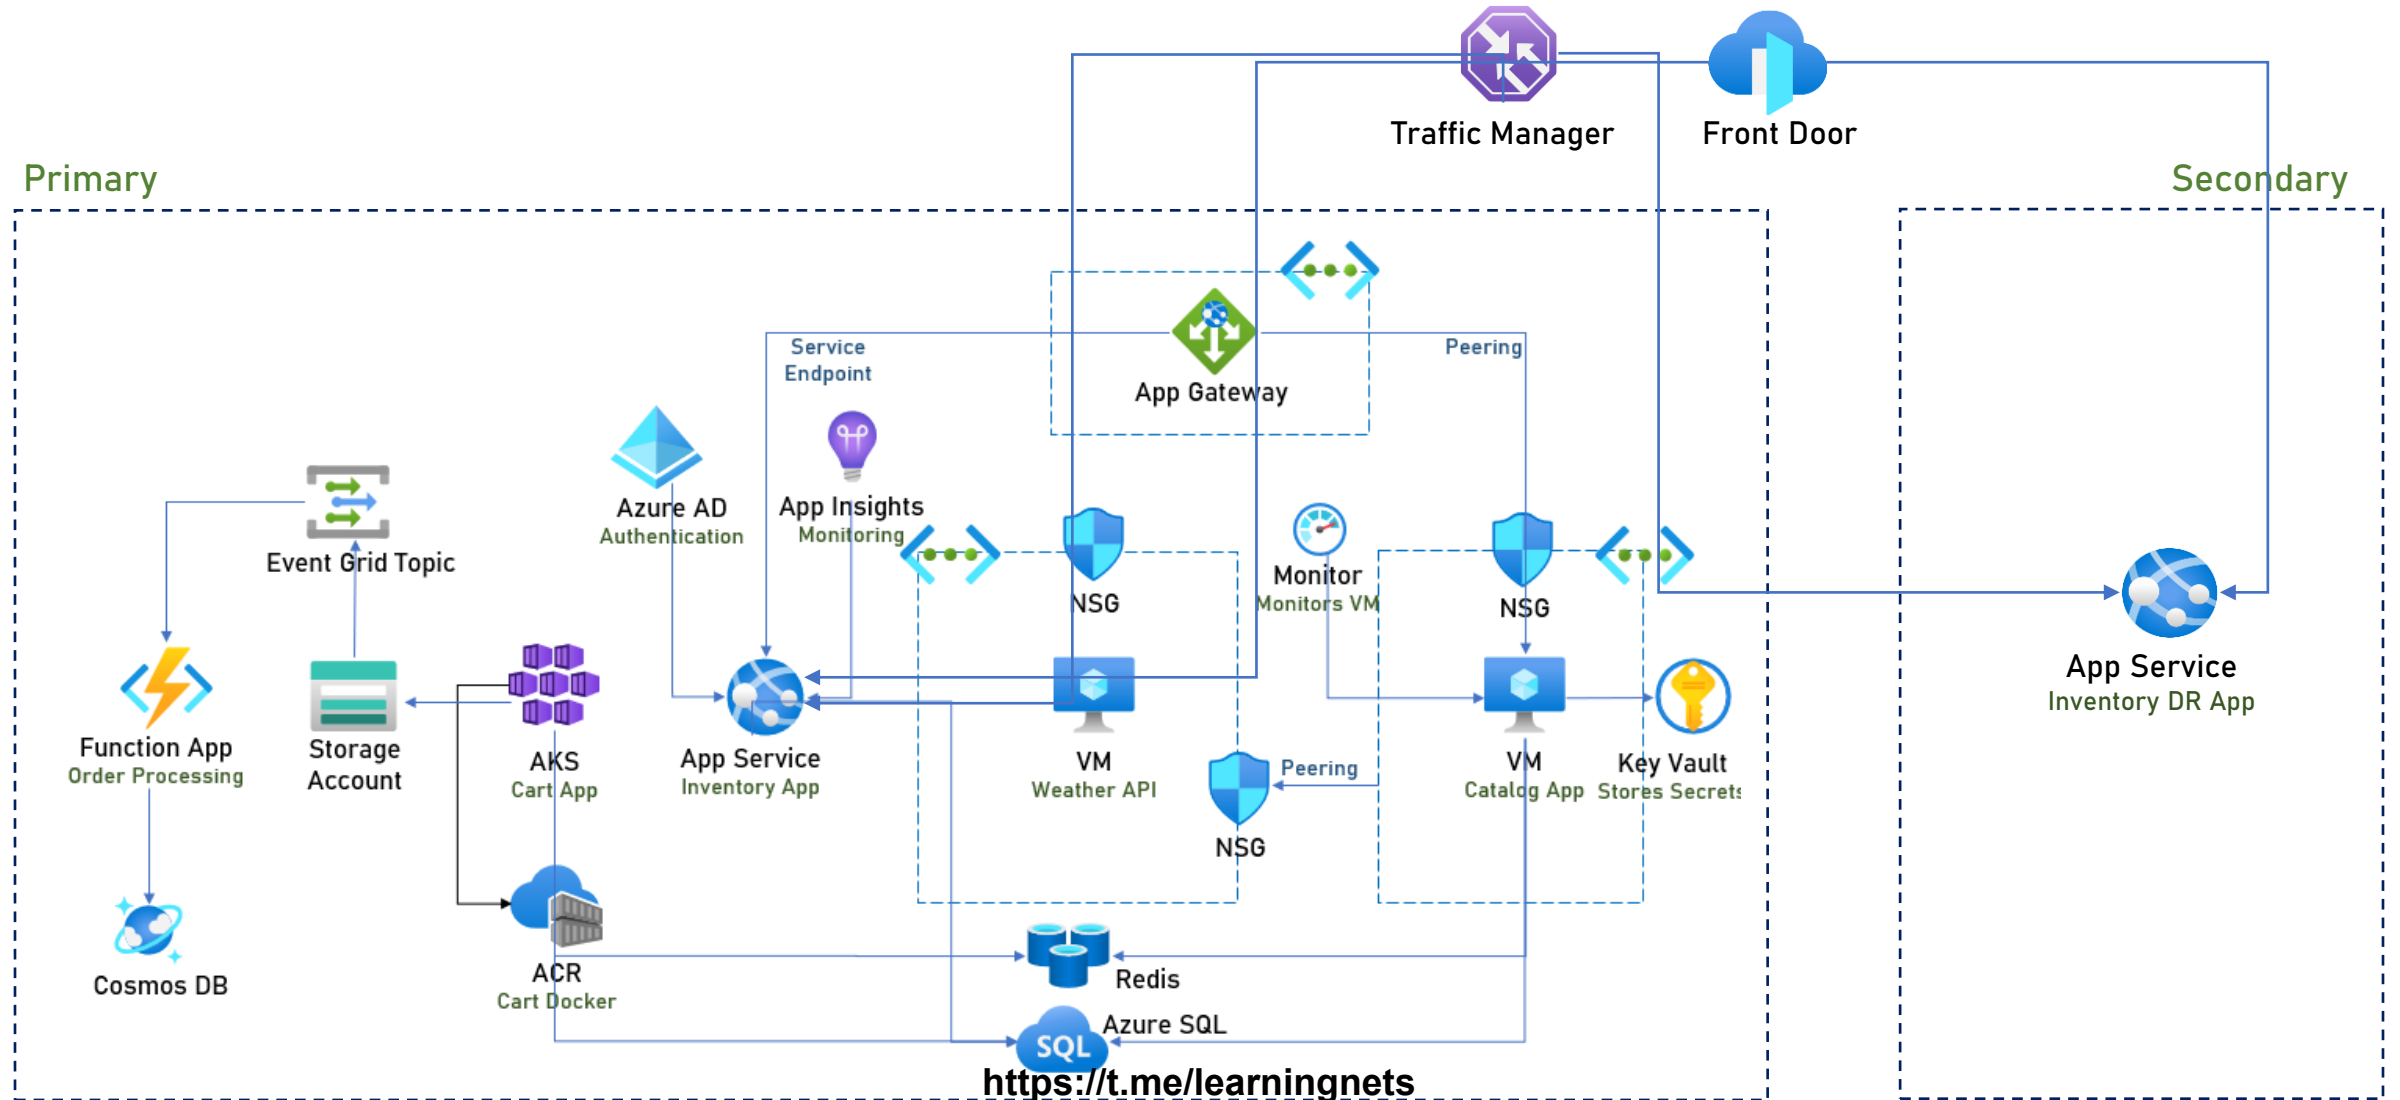 Traffic Manager
Front Door
Primary
Secondary
Service
Endpoint
Peering
App Gateway
Azure AD
Authentication
App Insights
Monitoring
Event Grid Topic
NSG
Monitor
Monitors VM
NSG
Function App
Order Processing
Storage
Account
AKS
Cart App
App Service
Inventory App
VM
Weather API
Peering
NSG
VM
Catalog App
Key Vault
Stores Secrets
App Service
Inventory DR App
Cosmos DB
ACR
Cart Docker
Redis
Azure SQL
SQL
https://t.me/learningnets